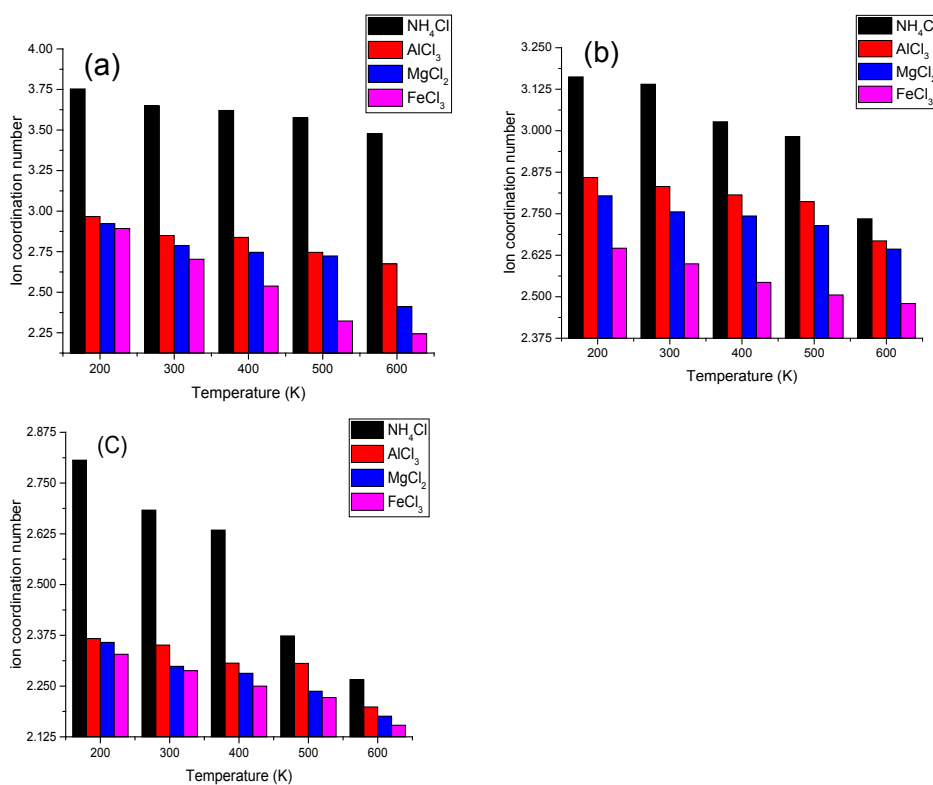 (a)
NH₄Cl
AlCl₃
MgCl₂
FeCl₃
Ion coordination number
4.00
3.75
3.50
3.25
3.00
2.75
2.50
2.25
200 300 400 500 600
Temperature (K)
(b)
NH₄C
AlCl₃
MgCl₂
FeCl₃
Ion coordination number
3.250
3.125
3.000
2.875
2.750
2.625
2.500
2.375
200 300 400 500 600
Temperature (K)
(C)
NH₄Cl
AlCl₃
MgCl₂
FeCl₃
ion coordination number
2.875
2.750
2.625
2.500
2.375
2.250
2.125
200 300 400 500 600
Temperature (K)